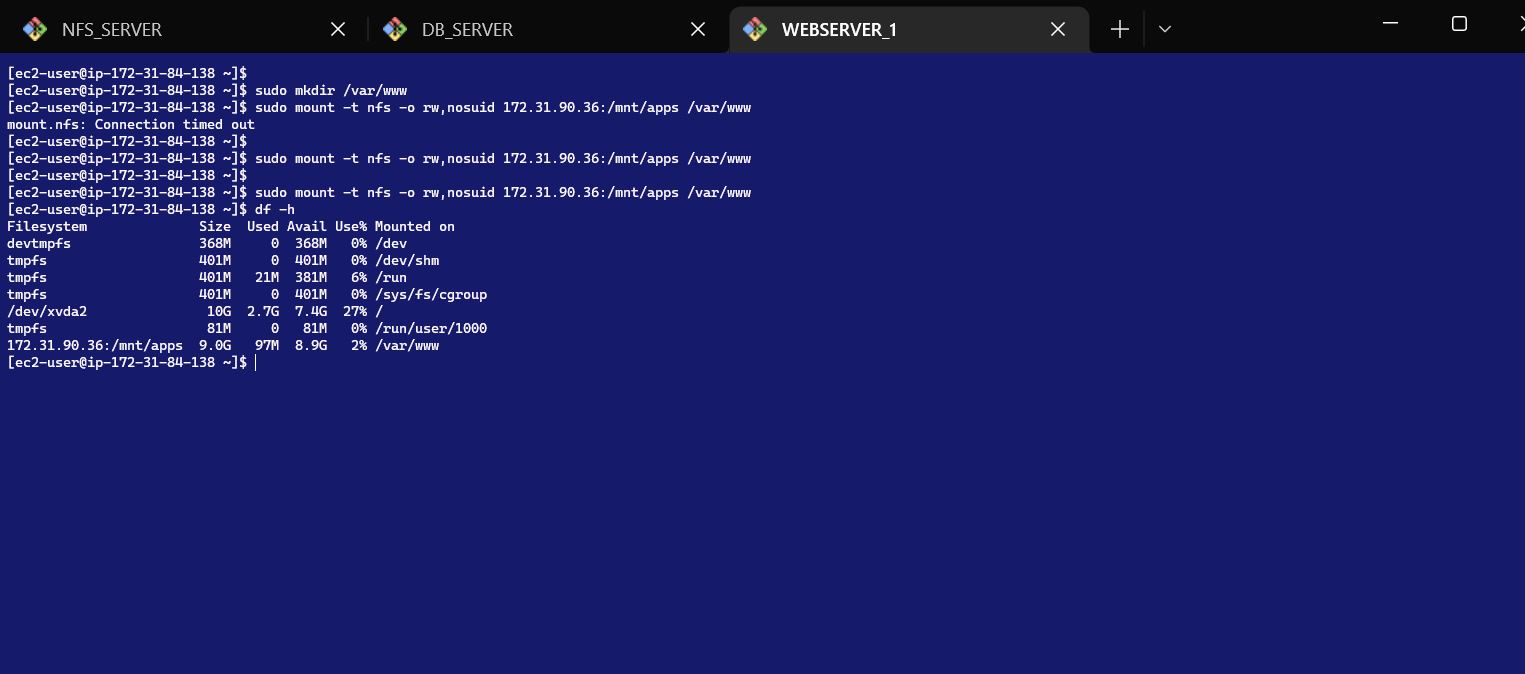 NFS_SERVER DB_SERVER WEBSERVER_1
[ec2-user@ip-172-31-84-138 ~]$
[ec2-user@ip-172-31-84-138 ~]$ sudo mkdir /var/www
[ec2-user@ip-172-31-84-138 ~]$ sudo mount -t nfs -o rw,nosuid 172.31.90.36:/mnt/apps /var/www
mount.nfs: Connection timed out
[ec2-user@ip-172-31-84-138 ~]$
[ec2-user@ip-172-31-84-138 ~]$ sudo mount -t nfs -o rw,nosuid 172.31.90.36:/mnt/apps /var/www
[ec2-user@ip-172-31-84-138 ~]$
[ec2-user@ip-172-31-84-138 ~]$ sudo mount -t nfs -o rw,nosuid 172.31.90.36:/mnt/apps /var/www
[ec2-user@ip-172-31-84-138 ~]$ df -h
Filesystem              Size  Used Avail Use% Mounted on
devtmpfs                368M     0  368M   0% /dev
tmpfs                   401M     0  401M   0% /dev/shm
tmpfs                   401M   21M  381M   6% /run
tmpfs                   401M     0  401M   0% /sys/fs/cgroup
/dev/xvda2               10G  2.7G  7.4G  27% /
tmpfs                    81M     0   81M   0% /run/user/1000
172.31.90.36:/mnt/apps  9.0G   97M  8.9G   2% /var/www
[ec2-user@ip-172-31-84-138 ~]$